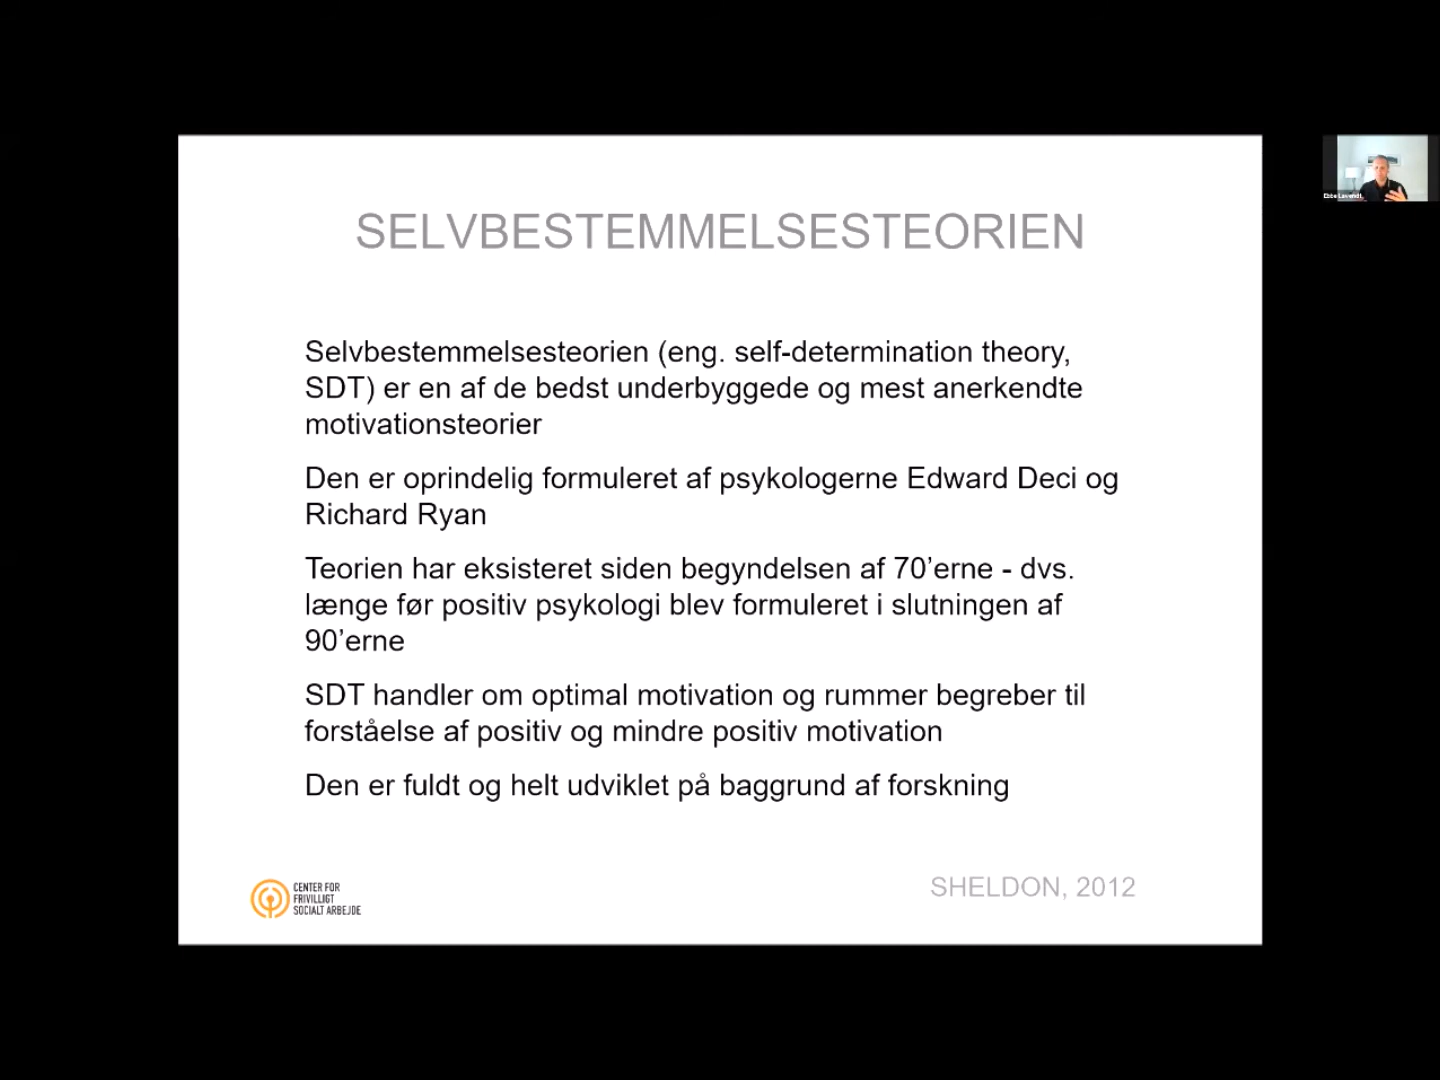 SELVBESTEMMELSESTEORIEN
Selvbestemmelsesteorien (eng. self-determination theory,
SDT) er en af de bedst underbyggede og mest anerkendte
motivationsteorier
Den er oprindelig formuleret af psykologerne Edward Deci og
Richard Ryan
Teorien har eksisteret siden begyndelsen af 70’erne - dvs.
længe før positiv psykologi blev formuleret i slutningen af
90’erne
SDT handler om optimal motivation og rummer begreber til
forståelse af positiv og mindre positiv motivation
Den er fuldt og helt udviklet på baggrund af forskning
SHELDON, 2012
CENTER FOR
FRIVILLIGT
SOCIALT ARBEJDE
Ebbe Lavendt